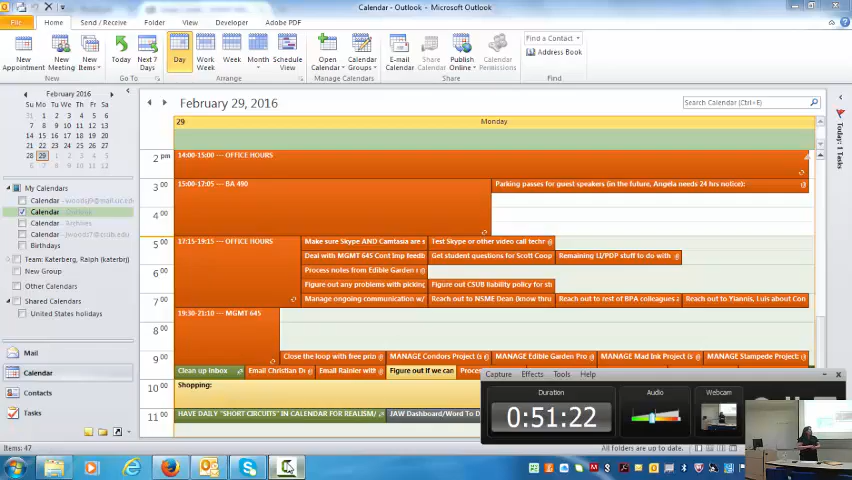 Calendar - Outlook - Microsoft Outlook
File Home Send / Receive Folder View Developer Adobe PDF
New Appointment
New Meeting
New Items
Today
Next 7 Days
Day
Work Week
Week
Month
Schedule View
Open Calendar
Calendar Groups
E-mail Calendar
Share Calendar
Publish Online
Calendar Permissions
Find a Contact
Address Book
New Go To Arrange Manage Calendars Share Find
February 2016
Su Mo Tu We Th Fr Sa
31 1 2 3 4 5 6
7 8 9 10 11 12 13
14 15 16 17 18 19 20
21 22 23 24 25 26 27
28 29 1 2 3 4 5
February 29, 2016
Search Calendar (Ctrl+E)
29 Monday
My Calendars
Calendar
Calendar
Calendar
Calendar
Birthdays
Team: Katerberg, Ralph (katerbrj)
New Group
Other Calendars
Shared Calendars
United States holidays
Mail
Calendar
Contacts
Tasks
2 pm
14:00-15:00 --- OFFICE HOURS
3 00
15:00-17:05 --- BA 490
Parking passes for guest speakers (in the future, Angela needs 24 hrs notice):
4 00
5 00
17:15-19:15 --- OFFICE HOURS
Make sure Skype AND Camtasia are s
Test Skype or other video call techr
Deal with MGMT 645 Cont Imp feedb
Get student questions for Scott Coop
Remaining LI/PDP stuff to do with
6 00
Process notes from Edible Garden r
Figure out any problems with picking
Figure out CSUB liability policy for sh
7 00
Manage ongoing communication w/
Reach out to NSME Dean (know thro
Reach out to rest of BPA colleagues a
Reach out to Yiannis, Luis about Con
19:30-21:10 --- MGMT 645
8 00
9 00
Close the loop with free priz
MANAGE Condors Project (s
MANAGE Edible Garden Pro
MANAGE Mad Ink Project (s
MANAGE Stampede Project (
Clean up Inbox
Email Christian D
Email Rainier with
Figure out if we can
Proces
10 00
Shopping:
11 00
HAVE DAILY "SHORT CIRCUITS" IN CALENDAR FOR REALISM/
JAW Dashboard/Word To D
Today: 1 Tasks
Capture Effects Tools Help
Duration
0:51:22
Audio
Webcam
Items: 47
All folders are up to date.